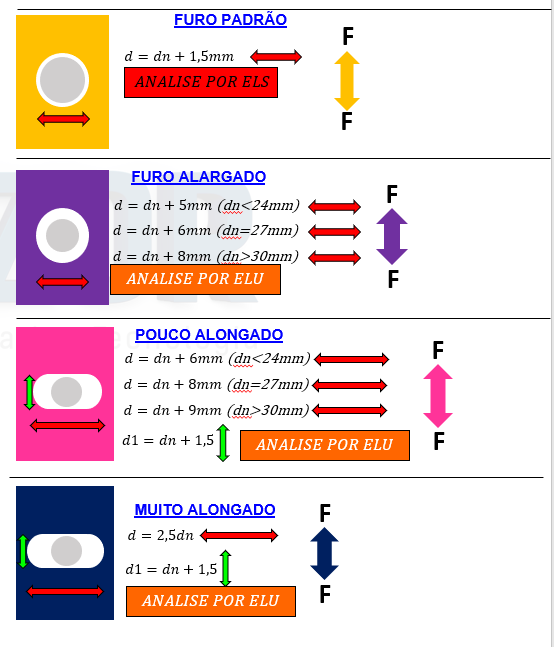 FURO PADRÃO
F
d = dn + 1,5mm
ANALISE POR ELS
F
FURO ALARGADO
F
d = dn + 5mm (dn<24mm)
d = dn + 6mm (dn=27mm)
d = dn + 8mm (dn>30mm)
ANALISE POR ELU
F
POUCO ALONGADO
F
d = dn + 6mm (dn<24mm)
d = dn + 8mm (dn=27mm)
d = dn + 9mm (dn>30mm)
d1 = dn + 1,5
ANALISE POR ELU
F
MUITO ALONGADO
F
d = 2,5dn
d1 = dn + 1,5
ANALISE POR ELU
F